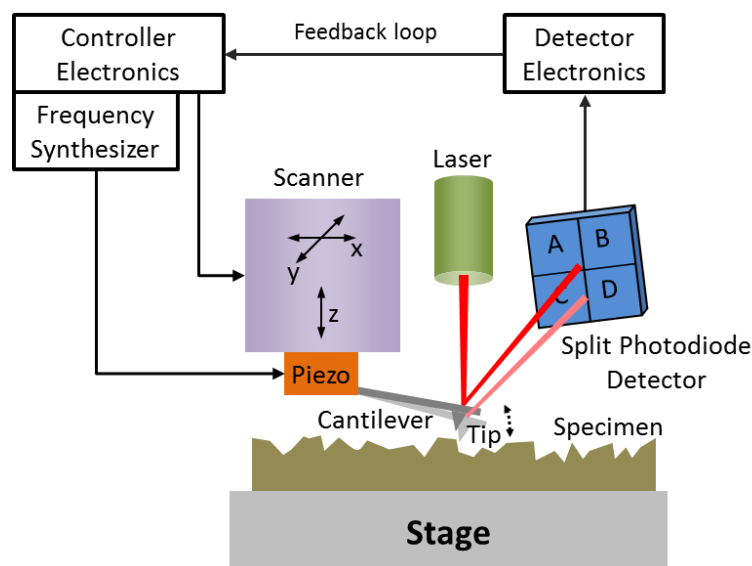 Controller
Electronics
Feedback loop
Detector
Electronics
Frequency
Synthesizer
Laser
Scanner
A
B
C
D
x
y
z
Split Photodiode
Detector
Piezo
Cantilever
Tip
Specimen
Stage